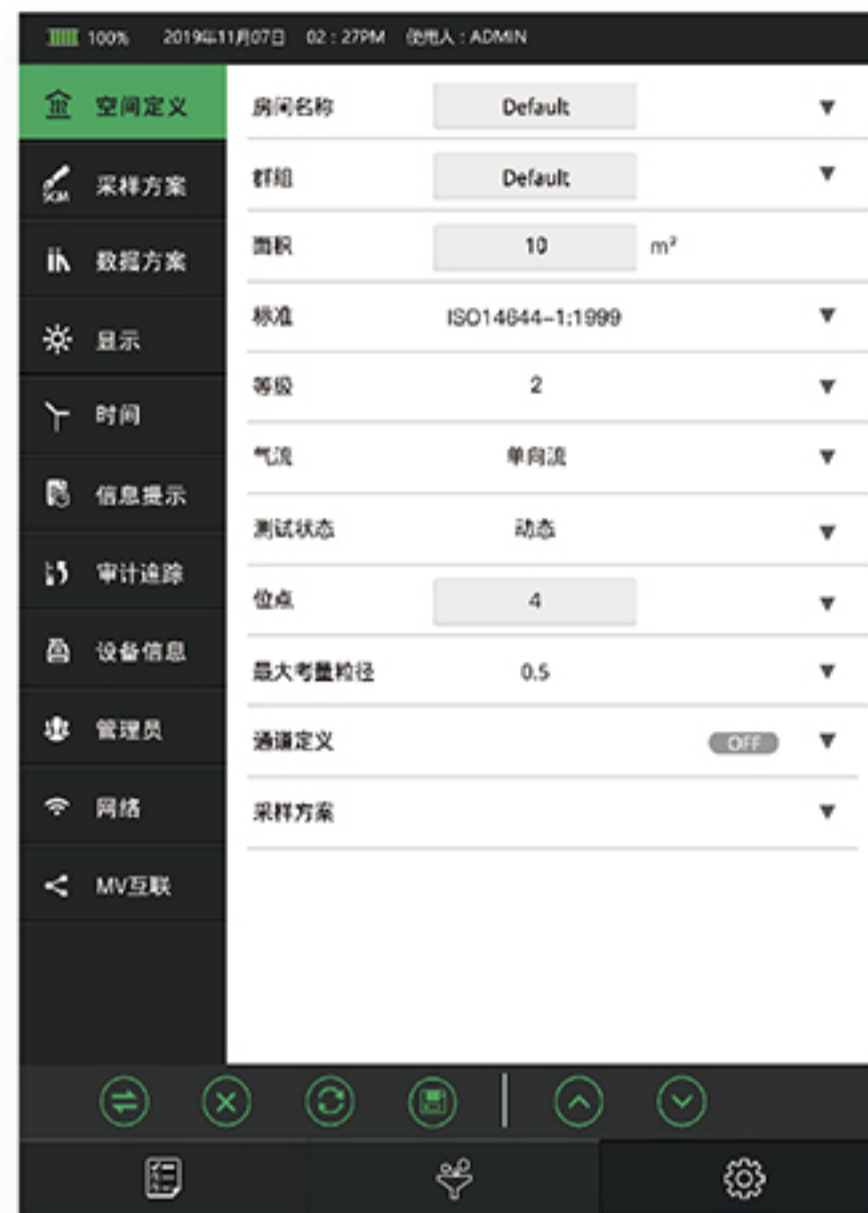 100% 2019年11月07日 02:27PM 使用人:ADMIN
空间定义
采样方案
数据方案
显示
时间
信息提示
审计追踪
设备信息
管理员
网络
MV互联
房间名称 Default ▼
群组 Default ▼
面积 10 m²
标准 ISO14644-1:1999 ▼
等级 2 ▼
气流 单向流 ▼
测试状态 动态 ▼
位点 4 ▼
最大考量粒径 0.5 ▼
通道定义 OFF ▼
采样方案 ▼